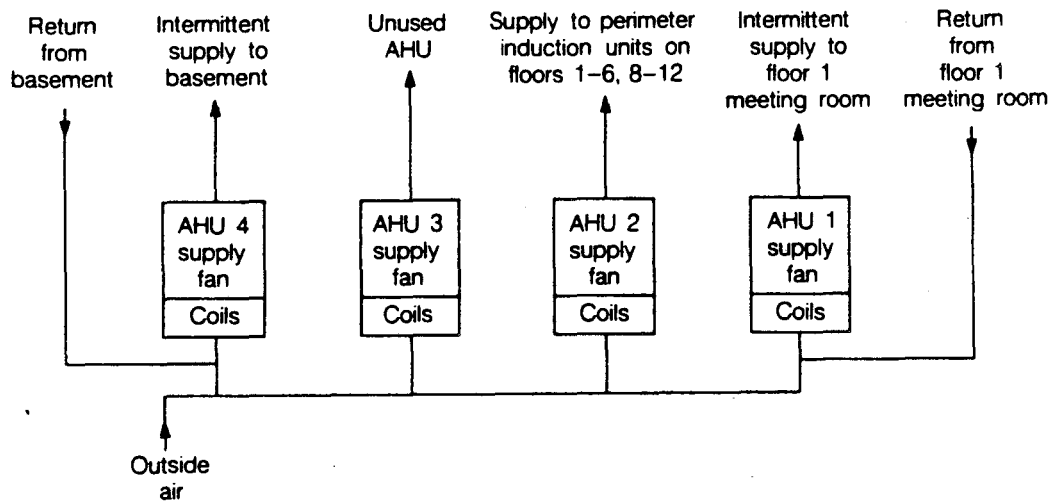 Return
from
basement
Intermittent
supply to
basement
Unused
AHU
Supply to perimeter
induction units on
floors 1–6, 8–12
Intermittent
supply to
floor 1
meeting room
Return
from
floor 1
meeting room
AHU 4
supply
fan
Coils
AHU 3
supply
fan
Coils
AHU 2
supply
fan
Coils
AHU 1
supply
fan
Coils
Outside
air